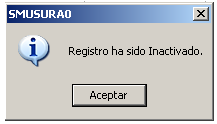 SMUSURA0
Registro ha sido Inactivado.
Aceptar